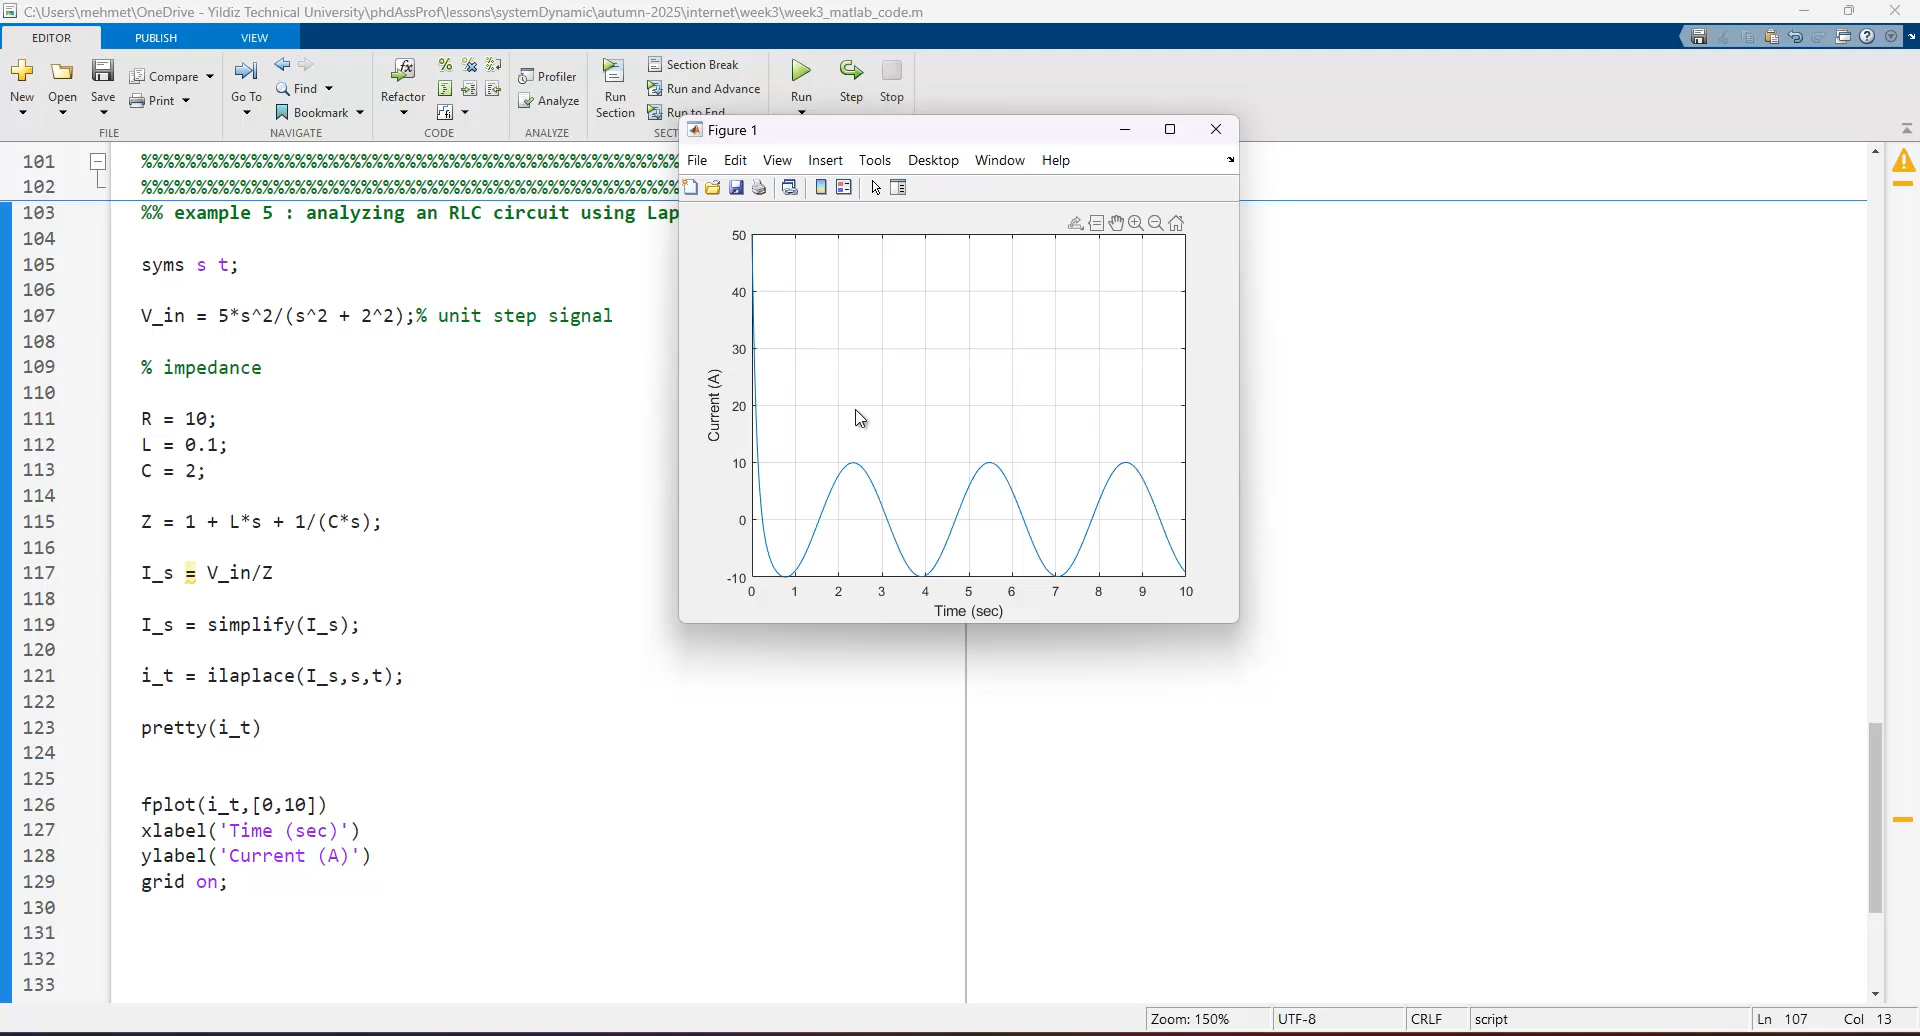 C:\Users\mehmet\OneDrive - Yildiz Technical University\phdAssProf\lessons\systemDynamic\autumn-2025\internet\week3\week3_matlab_code.m
EDITOR PUBLISH VIEW
New Open Save Compare Print
FILE
Go To Find Bookmark
NAVIGATE
Refactor
CODE
Profiler
Analyze
ANALYZE
Run Section
Section Break
Run and Advance
Run to End
SECT
Run Step Stop
Figure 1
File Edit View Insert Tools Desktop Window Help
50
40
30
20
10
0
-10
0 1 2 3 4 5 6 7 8 9 10
Current (A)
Time (sec)
101 %%%%%%%%%%%%%%%%%%%%%%%%%%%%%%%%%%%%%%%%%%%%%%%%%
102 %%%%%%%%%%%%%%%%%%%%%%%%%%%%%%%%%%%%%%%%%%%%%%%%%
103 %% example 5 : analyzing an RLC circuit using Lap
104
105 syms s t;
106
107 V_in = 5*s^2/(s^2 + 2^2);% unit step signal
108
109 % impedance
110
111 R = 10;
112 L = 0.1;
113 C = 2;
114
115 Z = 1 + L*s + 1/(C*s);
116
117 I_s = V_in/Z
118
119 I_s = simplify(I_s);
120
121 i_t = ilaplace(I_s,s,t);
122
123 pretty(i_t)
124
125
126 fplot(i_t,[0,10])
127 xlabel('Time (sec)')
128 ylabel('Current (A)')
129 grid on;
130
131
132
133
Zoom: 150% UTF-8 CRLF script Ln 107 Col 13